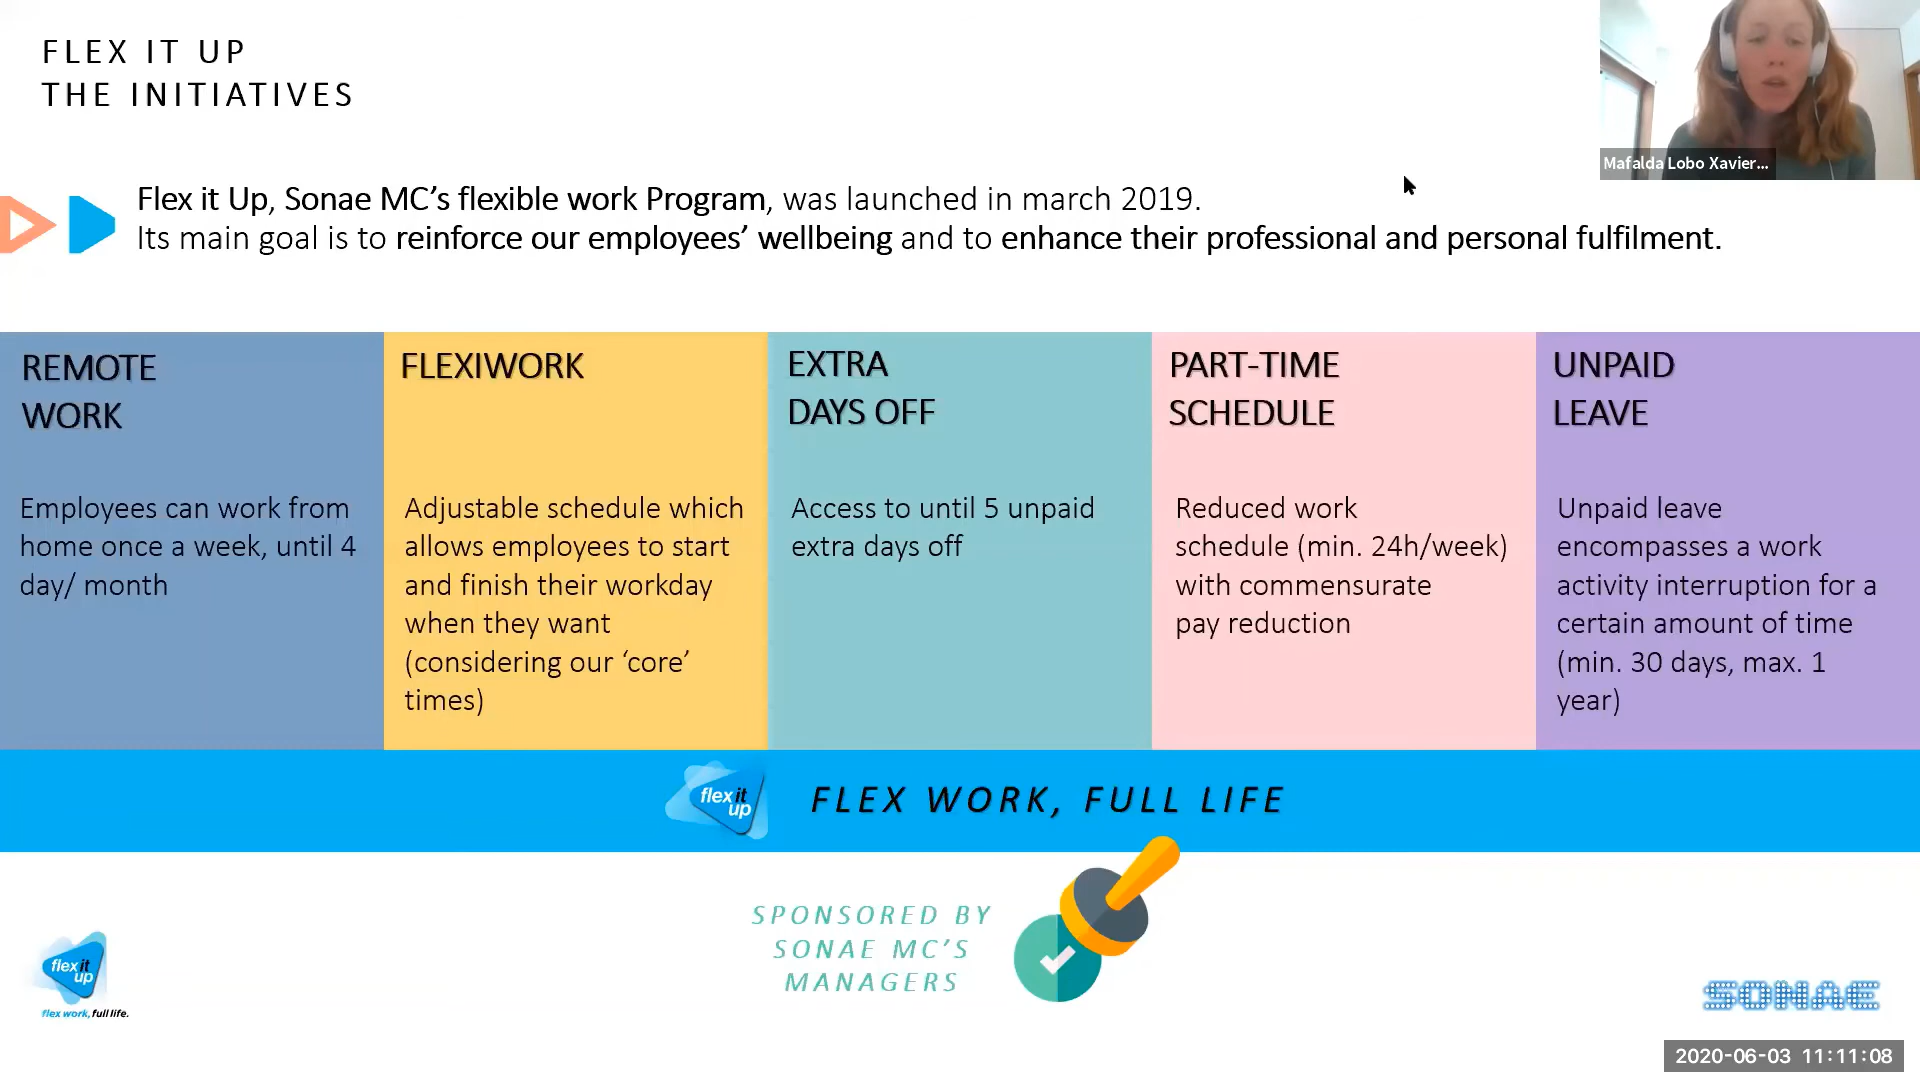 FLEX IT UP
THE INITIATIVES
Mafalda Lobo Xavier...
Flex it Up, Sonae MC’s flexible work Program, was launched in march 2019.
Its main goal is to reinforce our employees’ wellbeing and to enhance their professional and personal fulfilment.
REMOTE
WORK
Employees can work from
home once a week, until 4
day/ month
FLEXIWORK
Adjustable schedule which
allows employees to start
and finish their workday
when they want
(considering our ‘core’
times)
EXTRA
DAYS OFF
Access to until 5 unpaid
extra days off
PART-TIME
SCHEDULE
Reduced work
schedule (min. 24h/week)
with commensurate
pay reduction
UNPAID
LEAVE
Unpaid leave
encompasses a work
activity interruption for a
certain amount of time
(min. 30 days, max. 1
year)
flex it
up
FLEX WORK, FULL LIFE
SPONSORED BY
SONAE MC’S
MANAGERS
flex it
up
flex work, full life.
SONAE
2020-06-03 11:11:08